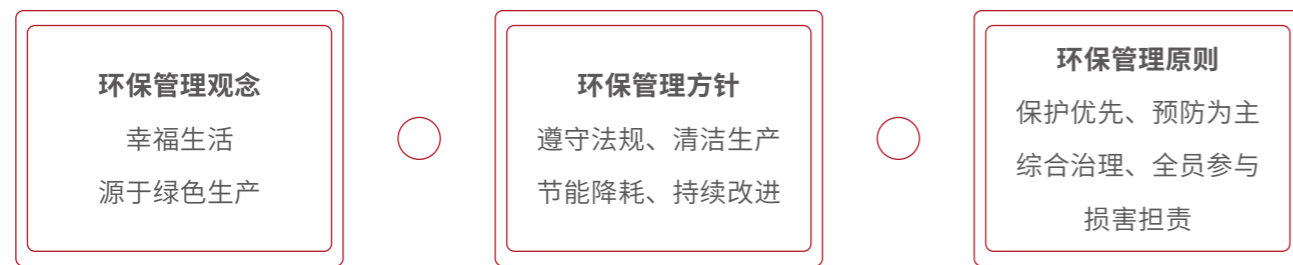 环保管理观念
幸福生活
源于绿色生产
环保管理方针
遵守法规、清洁生产
节能降耗、持续改进
环保管理原则
保护优先、预防为主
综合治理、全员参与
损害担责